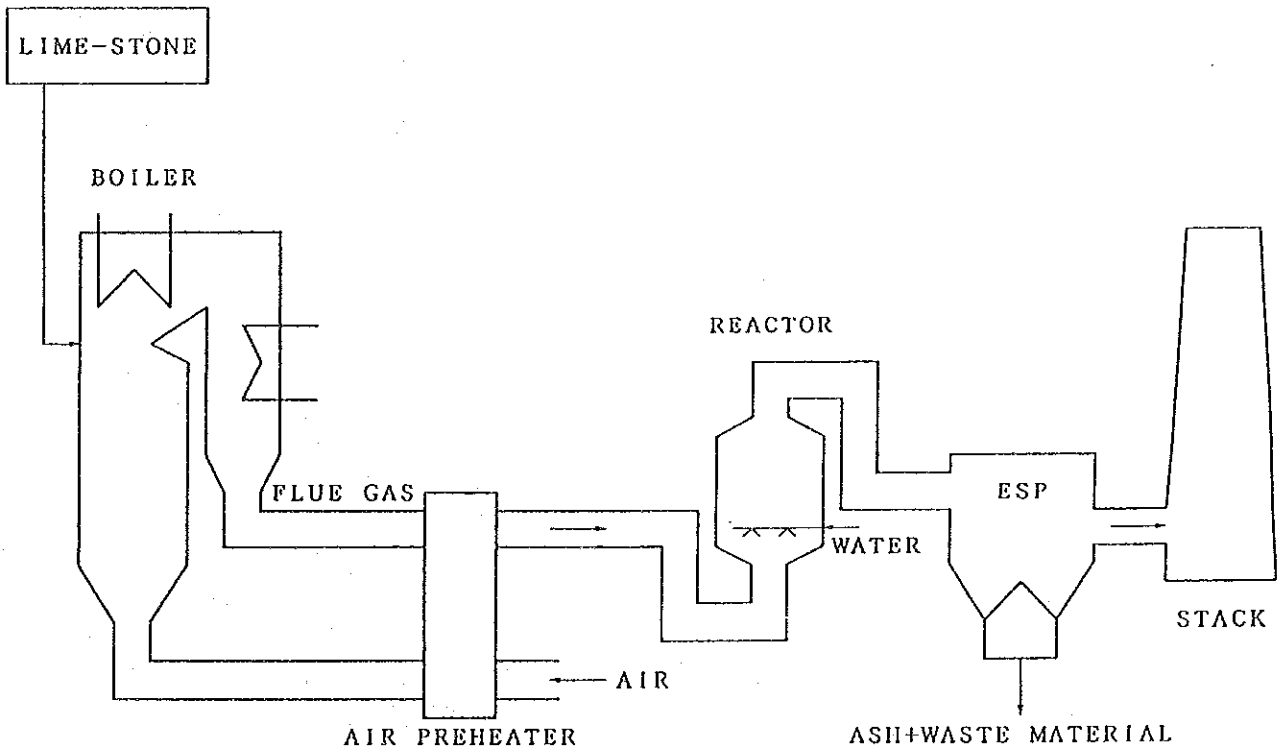 LIME-STONE
BOILER
REACTOR
FLUE GAS
ESP
WATER
STACK
AIR
AIR PREHEATER
ASH+WASTE MATERIAL